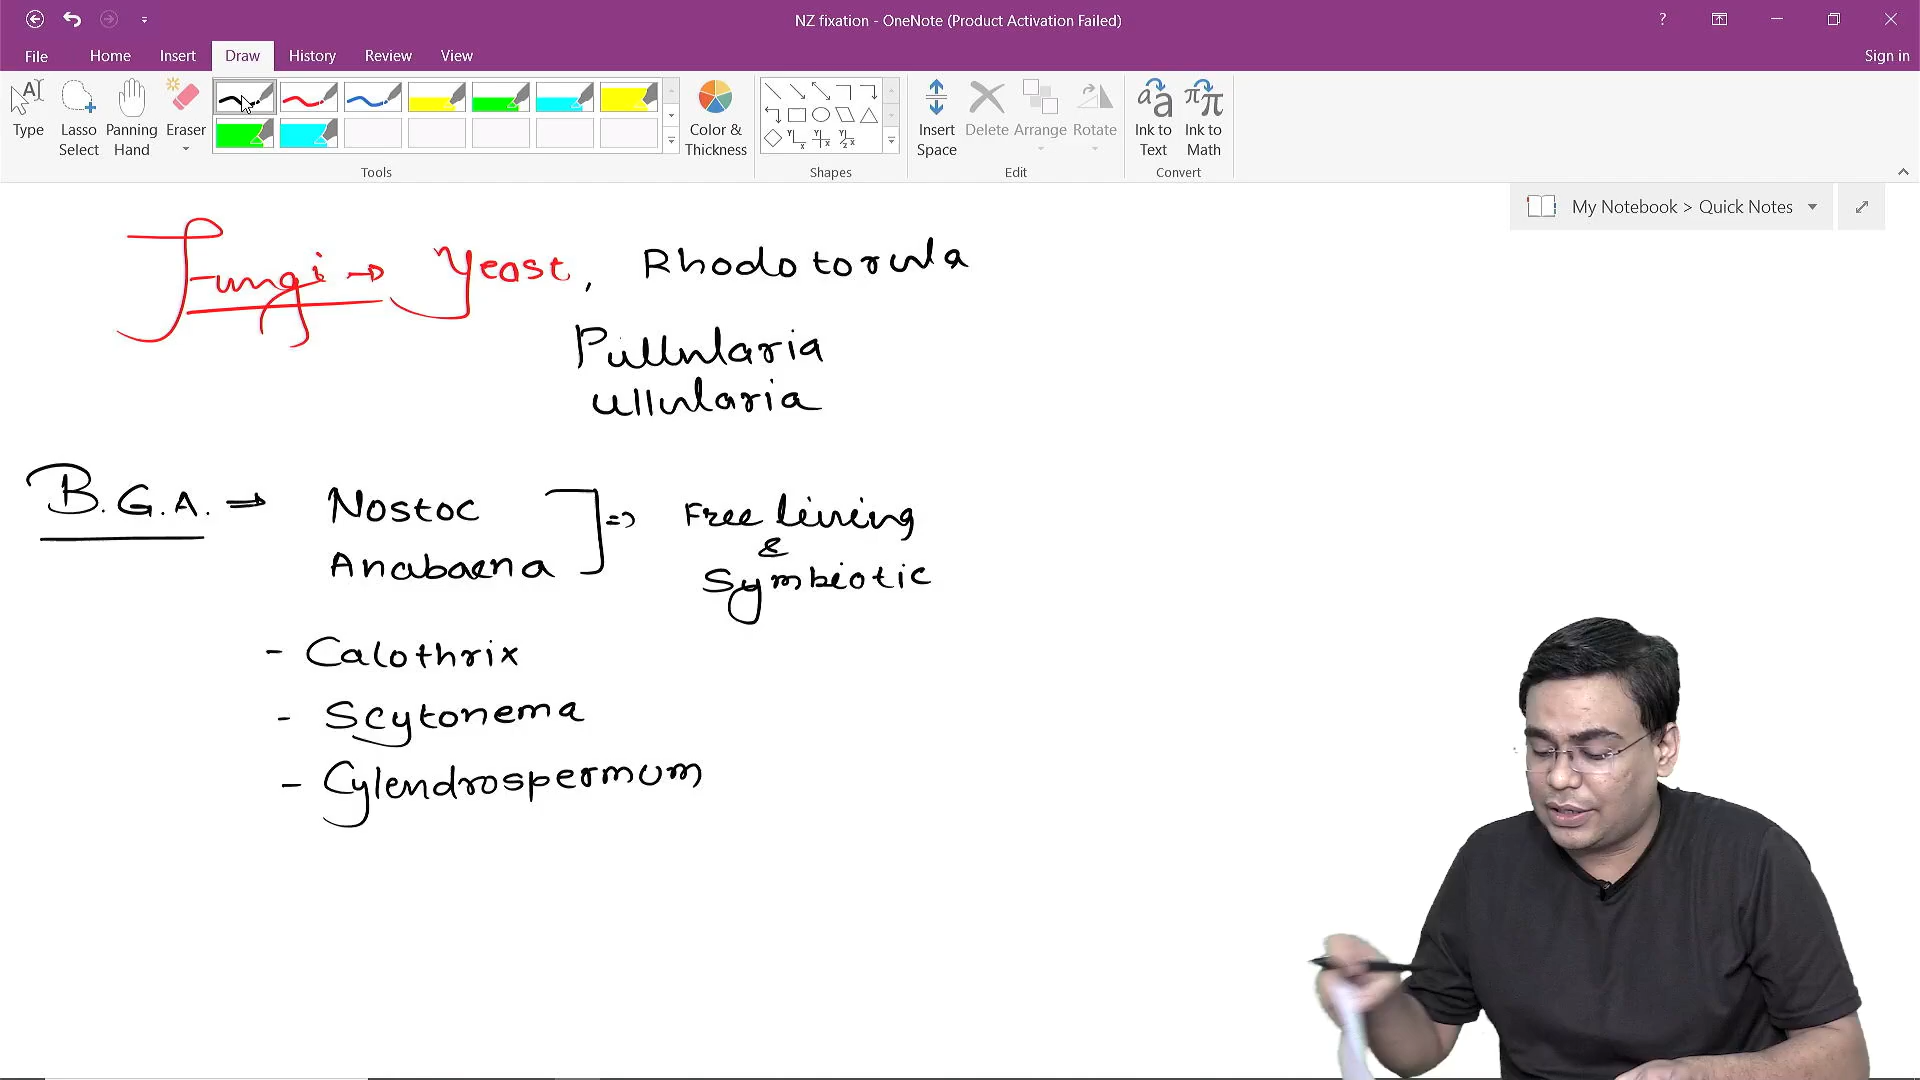 NZ fixation - OneNote (Product Activation Failed)
?
File Home Insert Draw History Review View
Sign in
Type
Lasso Select
Panning Hand
Eraser
Color & Thickness
Insert Space
Delete
Arrange
Rotate
Ink to Text
Ink to Math
Tools
Shapes
Edit
Convert
My Notebook > Quick Notes
Fungi → Yeast, Rhodotorula
Pullularia
ullularia
B.G.A. → Nostoc
Anabaena
⇒ Free living
&
Symbiotic
- Calothrix
- Scytonema
- Cylendrospermum